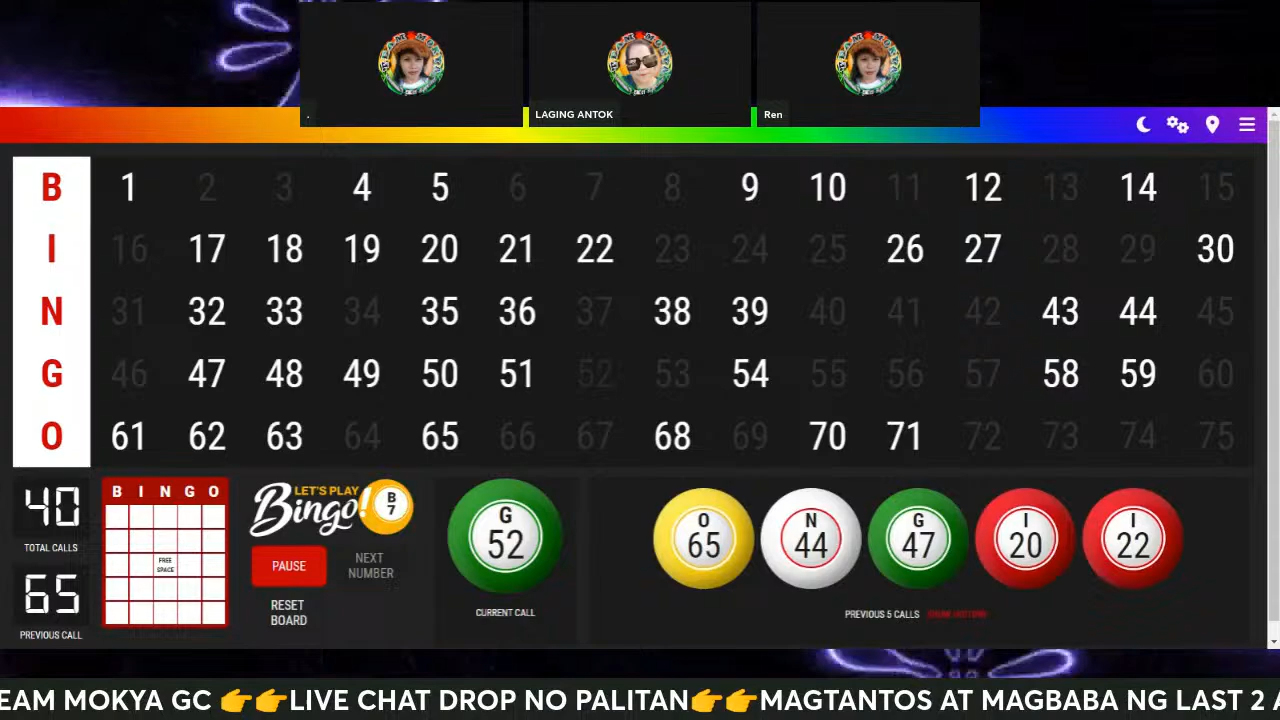 .
LAGING ANTOK
Ren
B 1 2 3 4 5 6 7 8 9 10 11 12 13 14 15
I 16 17 18 19 20 21 22 23 24 25 26 27 28 29 30
N 31 32 33 34 35 36 37 38 39 40 41 42 43 44 45
G 46 47 48 49 50 51 52 53 54 55 56 57 58 59 60
O 61 62 63 64 65 66 67 68 69 70 71 72 73 74 75
40
TOTAL CALLS
65
PREVIOUS CALL
B I N G O
FREE
SPACE
LET'S PLAY
Bingo!
B
7
PAUSE
NEXT
NUMBER
RESET
BOARD
G
52
CURRENT CALL
O
65
N
44
G
47
I
20
I
22
PREVIOUS 5 CALLS SHOW HISTORY
EAM MOKYA GC 👉👉LIVE CHAT DROP NO PALITAN👉👉MAGTANTOS AT MAGBABA NG LAST 2 A